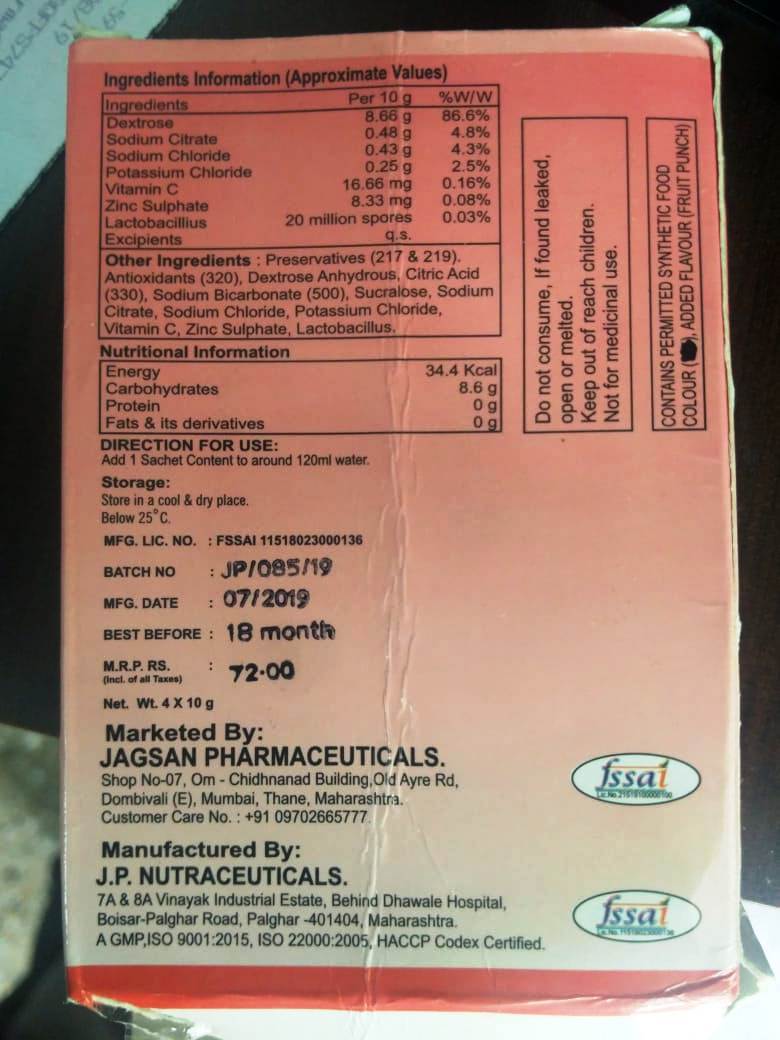 Ingredients Information (Approximate Values)
Ingredients Per 10 g %W/W
Dextrose 8.66 g 86.6%
Sodium Citrate 0.48 g 4.8%
Sodium Chloride 0.43 g 4.3%
Potassium Chloride 0.25 g 2.5%
Vitamin C 16.66 mg 0.16%
Zinc Sulphate 8.33 mg 0.08%
Lactobacillius 20 million spores 0.03%
Excipients q.s.
Other Ingredients : Preservatives (217 & 219).
Antioxidants (320), Dextrose Anhydrous, Citric Acid
(330), Sodium Bicarbonate (500), Sucralose, Sodium
Citrate, Sodium Chloride, Potassium Chloride,
Vitamin C, Zinc Sulphate, Lactobacillus.
Nutritional Information
Energy 34.4 Kcal
Carbohydrates 8.6 g
Protein 0 g
Fats & its derivatives 0 g
DIRECTION FOR USE:
Add 1 Sachet Content to around 120ml water.
Storage:
Store in a cool & dry place.
Below 25°C.
MFG. LIC. NO. : FSSAI 11518023000136
BATCH NO : JP/085/19
MFG. DATE : 07/2019
BEST BEFORE : 18 month
M.R.P. RS. : 72.00
(Incl. of all Taxes)
Net. Wt. 4 X 10 g
Marketed By:
JAGSAN PHARMACEUTICALS.
Shop No-07, Om - Chidhnanad Building,Old Ayre Rd,
Dombivali (E), Mumbai, Thane, Maharashtra.
Customer Care No. : +91 09702665777.
Manufactured By:
J.P. NUTRACEUTICALS.
7A & 8A Vinayak Industrial Estate, Behind Dhawale Hospital,
Boisar-Palghar Road, Palghar -401404, Maharashtra.
A GMP,ISO 9001:2015, ISO 22000:2005, HACCP Codex Certified.
Do not consume, If found leaked,
open or melted.
Keep out of reach children.
Not for medicinal use.
CONTAINS PERMITTED SYNTHETIC FOOD
COLOUR ( ), ADDED FLAVOUR (FRUIT PUNCH)
fssai
Lic.No.
fssai
Lic.No.11518023000136